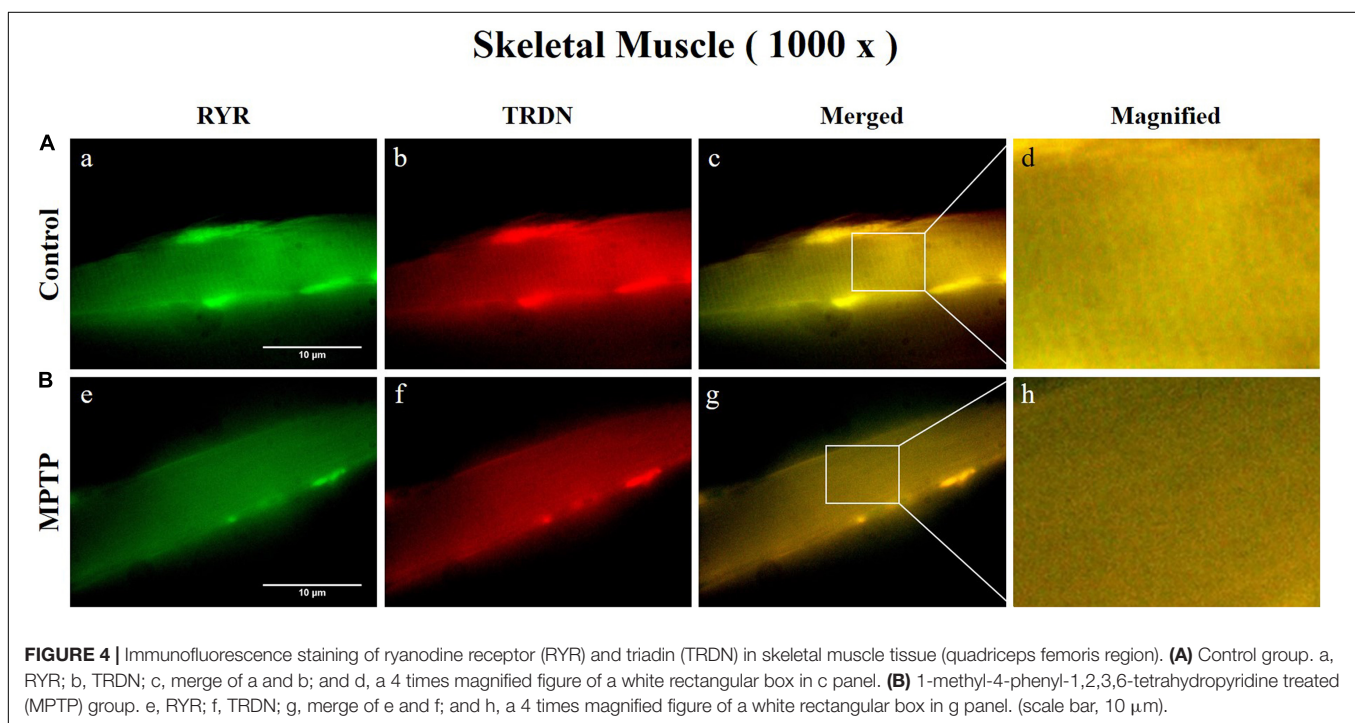 Skeletal Muscle ( 1000 x )
RYR TRDN Merged Magnified
A
Control
a b c d
10 µm
B
MPTP
e f g h
10 µm
FIGURE 4 | Immunofluorescence staining of ryanodine receptor (RYR) and triadin (TRDN) in skeletal muscle tissue (quadriceps femoris region). (A) Control group. a,
RYR; b, TRDN; c, merge of a and b; and d, a 4 times magnified figure of a white rectangular box in c panel. (B) 1-methyl-4-phenyl-1,2,3,6-tetrahydropyridine treated
(MPTP) group. e, RYR; f, TRDN; g, merge of e and f; and h, a 4 times magnified figure of a white rectangular box in g panel. (scale bar, 10 µm).